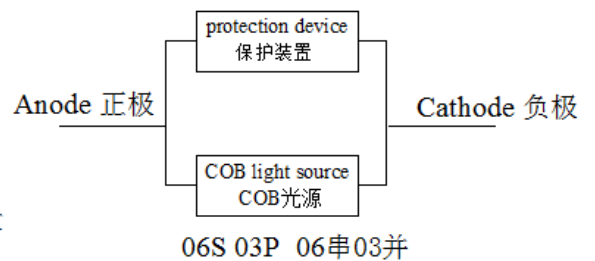 protection device
保护装置
Anode 正极
Cathode 负极
COB light source
COB光源
06S 03P 06串03并